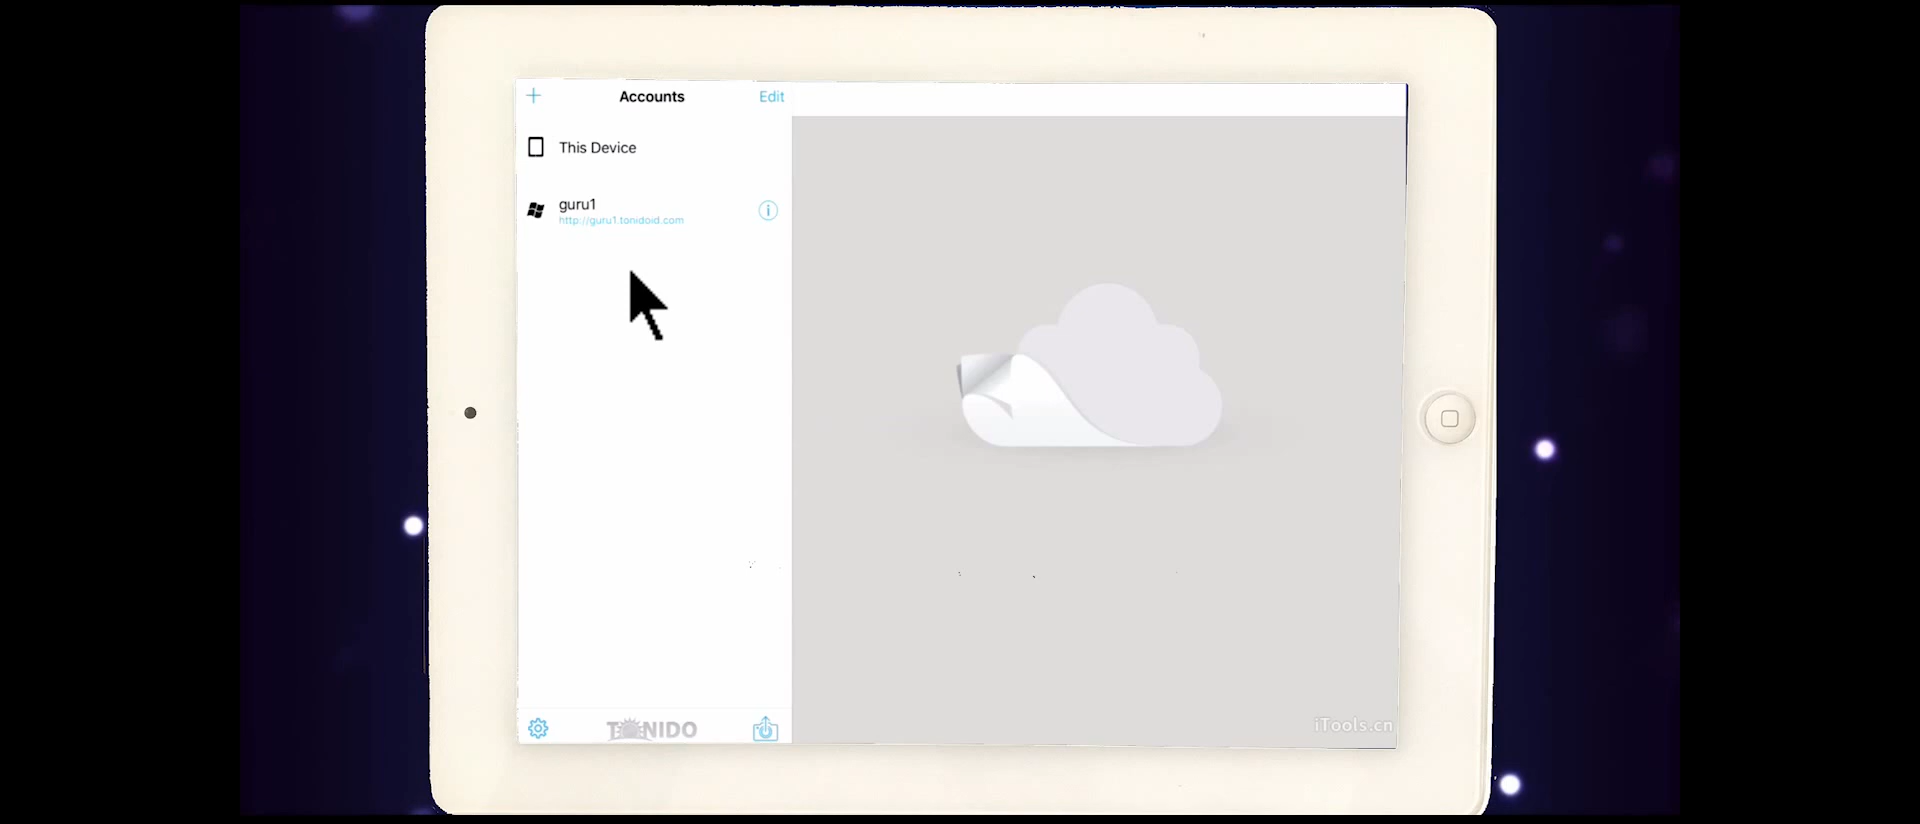 Accounts
Edit
This Device
guru1
http://guru1.tonidoid.com
TONIDO
iTools.cn